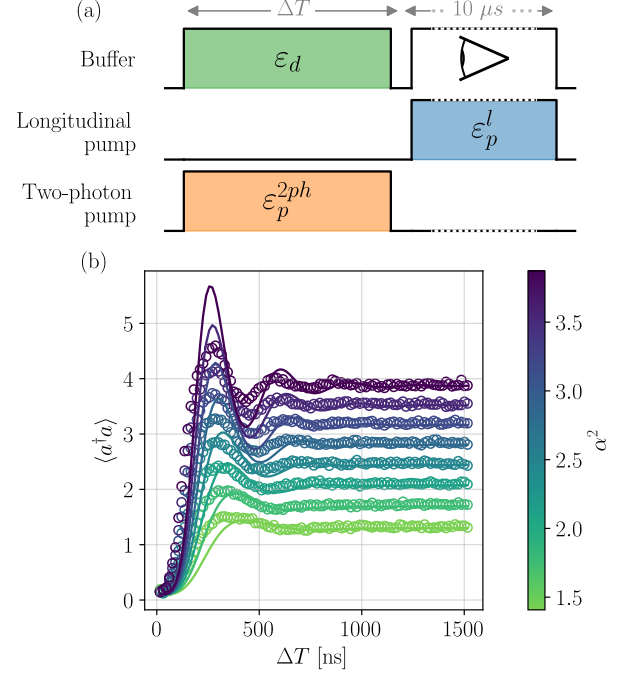 (a)
ΔT
10 μs
Buffer
ε_d
Longitudinal
pump
ε_p^l
Two-photon
pump
ε_p^{2ph}
(b)
5
4
3
2
1
0
⟨a†a⟩
0
500
1000
1500
ΔT [ns]
3.5
3.0
2.5
2.0
1.5
α²